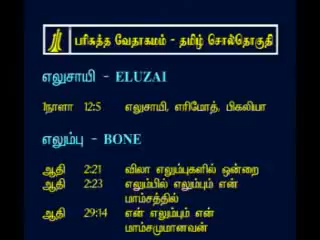 பரிசுத்த வேதாகமம் - தமிழ் சொல்தொகுதி
எலுசாயி - ELUZAI
1நாளா 12:5 எலுசாயி, எரிமோத், பிகலியா
எலும்பு - BONE
ஆதி 2:21 விலா எலும்புகளில் ஒன்றை
ஆதி 2:23 எலும்பில் எலும்பும் என்
மாம்சத்தில்
ஆதி 29:14 என் எலும்பும் என்
மாம்சமுமானவன்